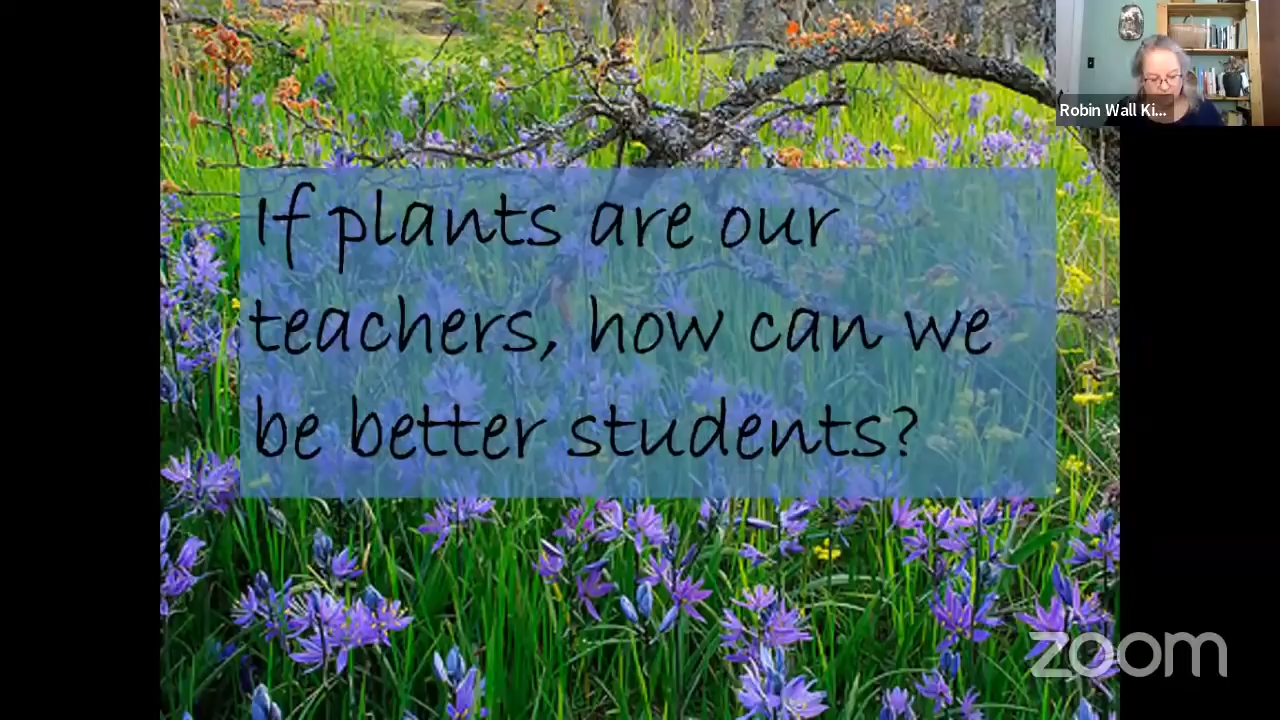 Robin Wall Ki...
If plants are our
teachers, how can we
be better students?
zoom